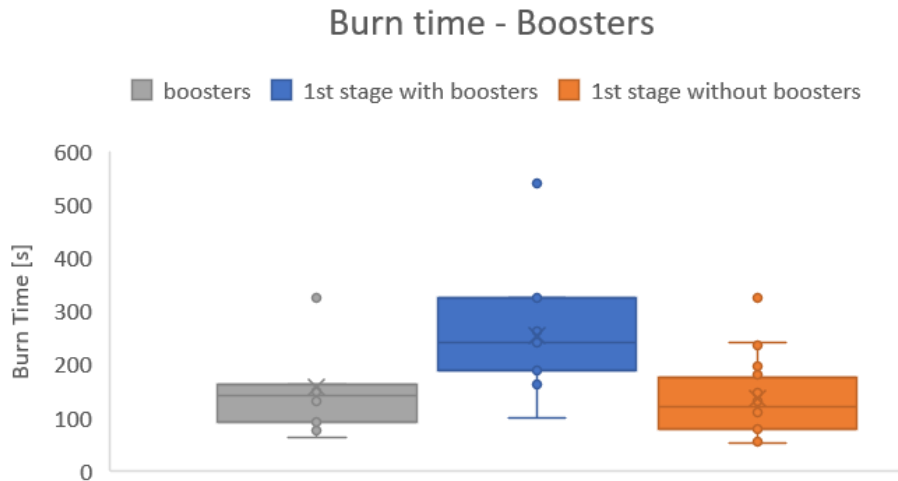 Burn time - Boosters
boosters 1st stage with boosters 1st stage without boosters
600
500
400
300
200
100
0
Burn Time [s]